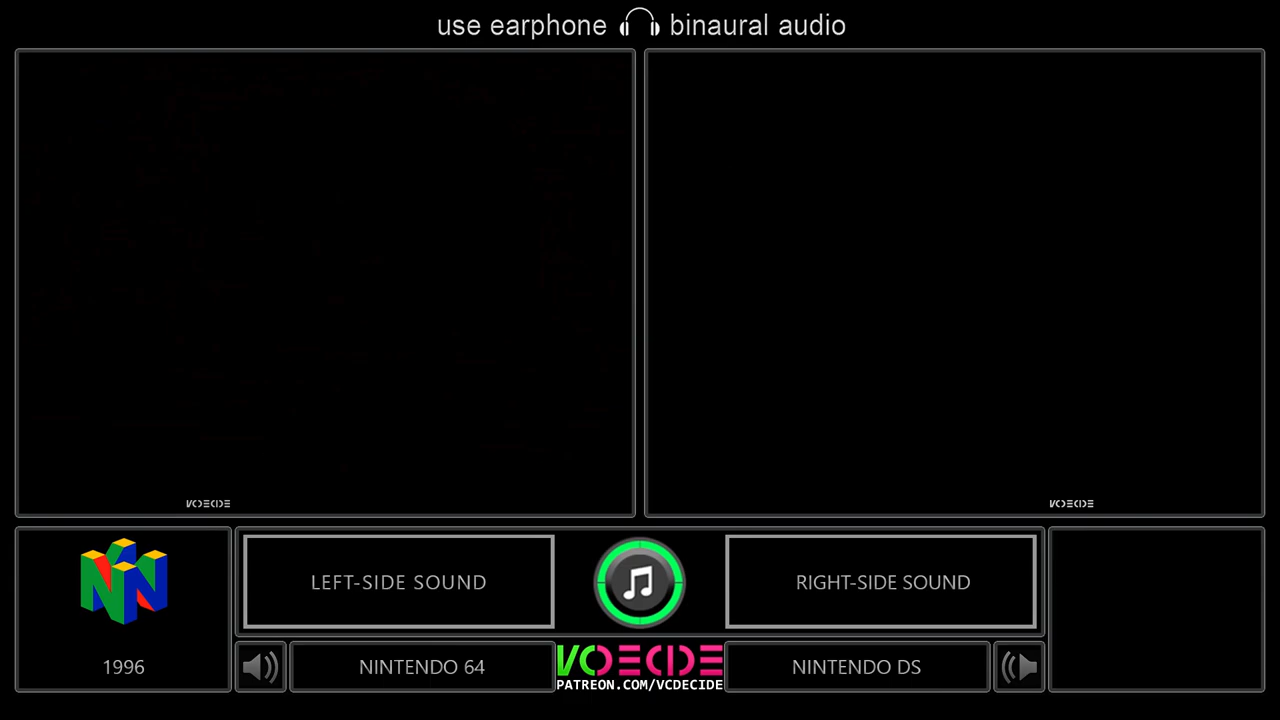 use earphone binaural audio
VCDECIDE
VCDECIDE
LEFT-SIDE SOUND
RIGHT-SIDE SOUND
1996
NINTENDO 64
VCDECIDE
PATREON.COM/VCDECIDE
NINTENDO DS